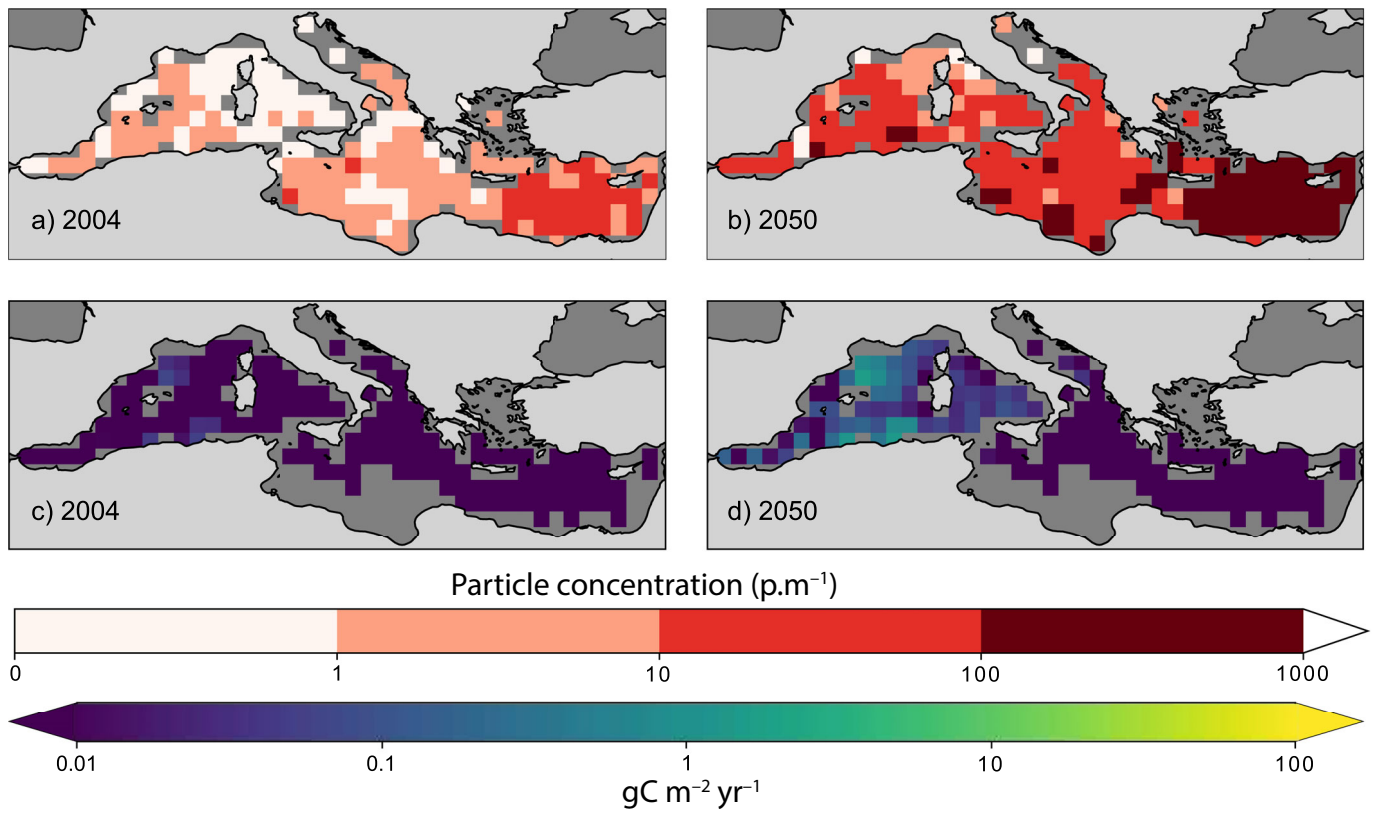 a) 2004
b) 2050
c) 2004
d) 2050
Particle concentration (p.m⁻¹)
0 1 10 100 1000
0.01 0.1 1 10 100
gC m⁻² yr⁻¹